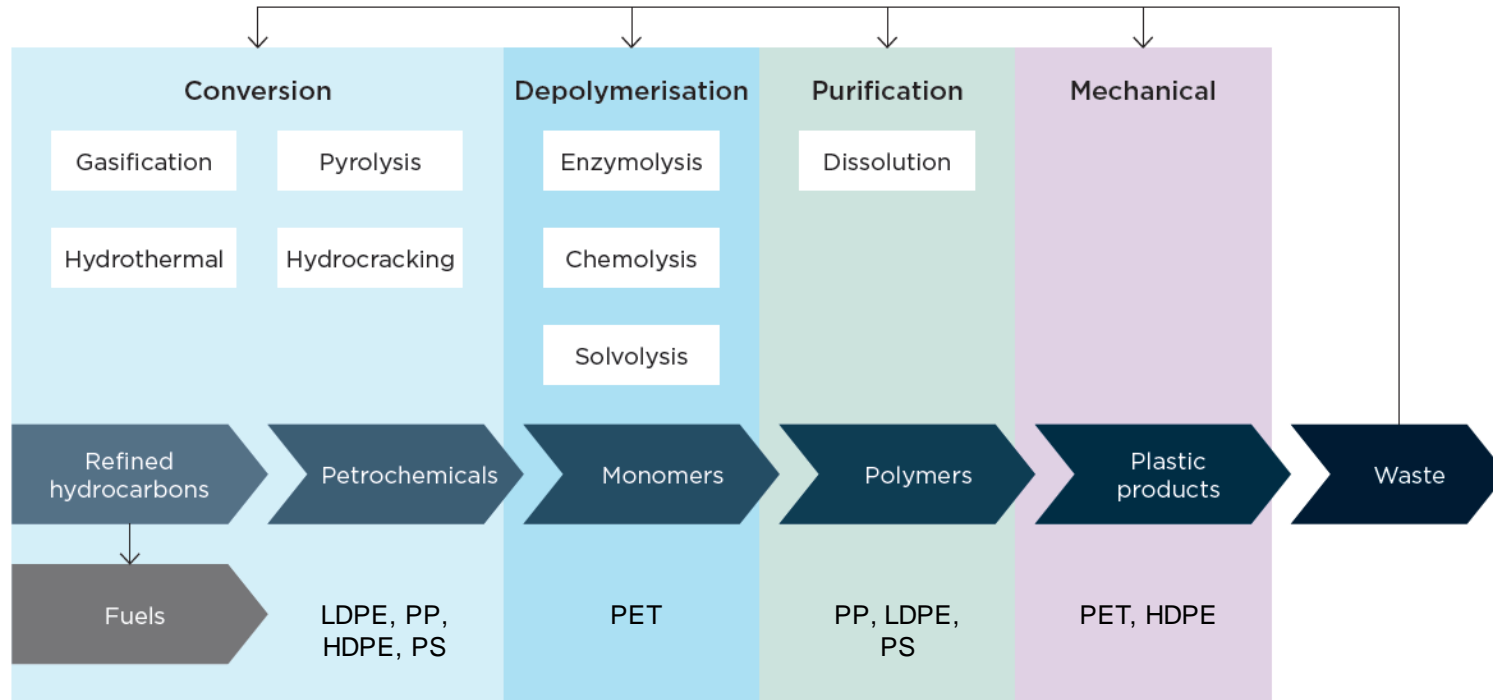 Conversion
Depolymerisation
Purification
Mechanical
Gasification
Pyrolysis
Enzymolysis
Dissolution
Hydrothermal
Hydrocracking
Chemolysis
Solvolysis
Refined
hydrocarbons
Petrochemicals
Monomers
Polymers
Plastic
products
Waste
Fuels
LDPE, PP,
HDPE, PS
PET
PP, LDPE,
PS
PET, HDPE